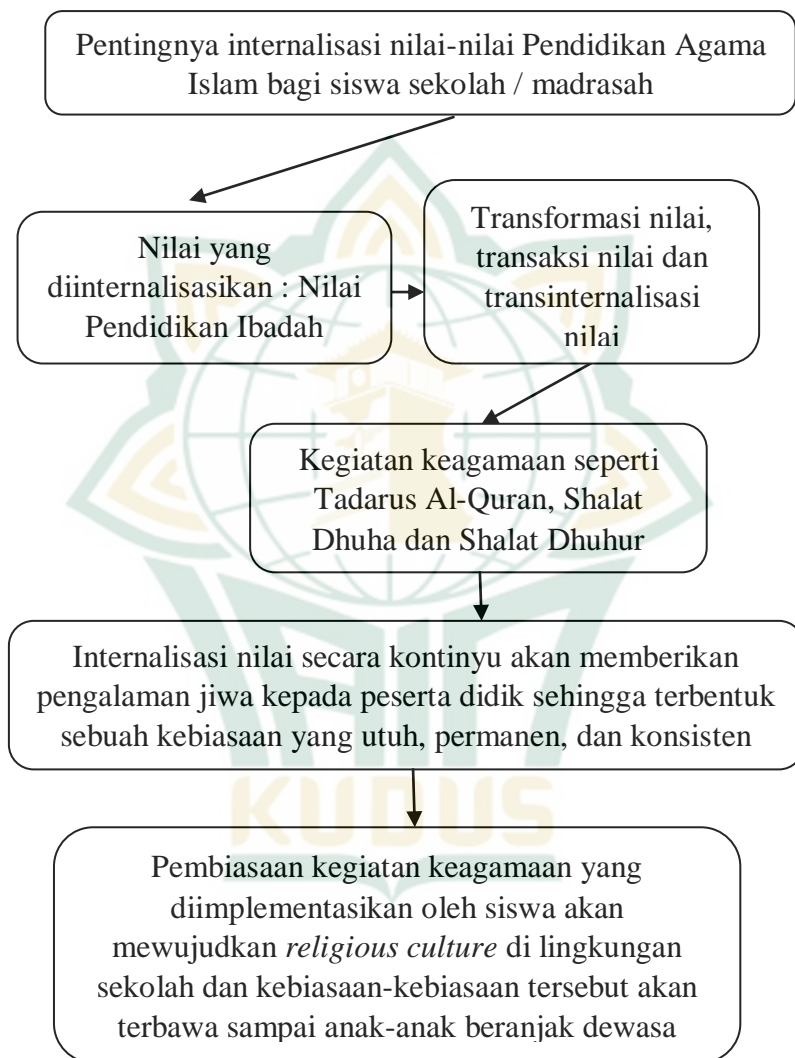 Pentingnya internalisasi nilai-nilai Pendidikan Agama
Islam bagi siswa sekolah / madrasah
Nilai yang
diinternalisasikan : Nilai
Pendidikan Ibadah
Transformasi nilai,
transaksi nilai dan
transinternalisasi
nilai
Kegiatan keagamaan seperti
Tadarus Al-Quran, Shalat
Dhuha dan Shalat Dhuhur
Internalisasi nilai secara kontinyu akan memberikan
pengalaman jiwa kepada peserta didik sehingga terbentuk
sebuah kebiasaan yang utuh, permanen, dan konsisten
Pembiasaan kegiatan keagamaan yang
diimplementasikan oleh siswa akan
mewujudkan religious culture di lingkungan
sekolah dan kebiasaan-kebiasaan tersebut akan
terbawa sampai anak-anak beranjak dewasa
IAIN
KUDUS